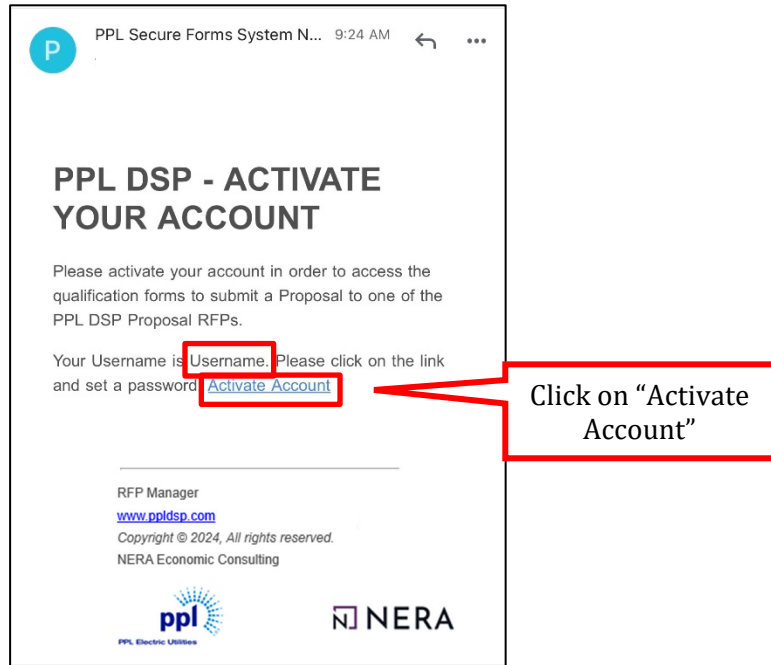 P
PPL Secure Forms System N... 9:24 AM
PPL DSP - ACTIVATE
YOUR ACCOUNT
Please activate your account in order to access the
qualification forms to submit a Proposal to one of the
PPL DSP Proposal RFPs.
Your Username is Username. Please click on the link
and set a password: Activate Account
Click on “Activate
Account”
RFP Manager
www.ppldsp.com
Copyright © 2024, All rights reserved.
NERA Economic Consulting
ppl
PPL Electric Utilities
NERA